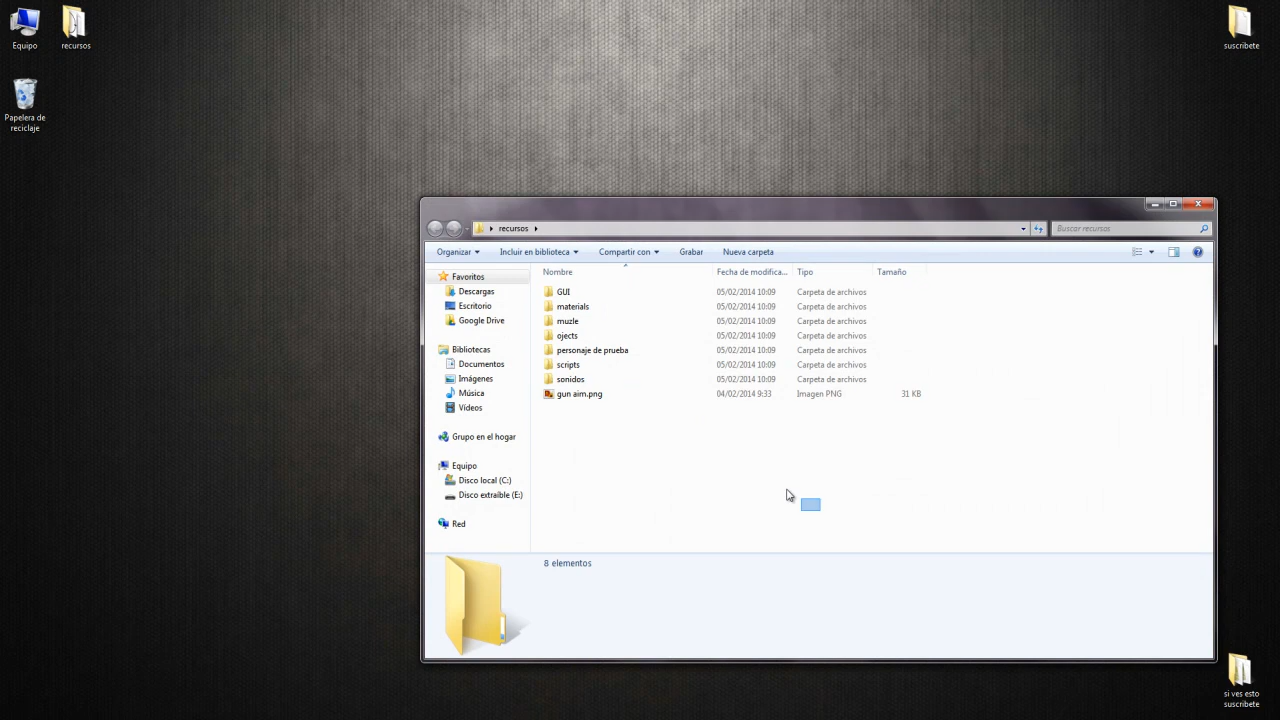 Equipo
recursos
suscribete
Papelera de
reciclaje
recursos
Buscar recursos
Organizar
Incluir en biblioteca
Compartir con
Grabar
Nueva carpeta
Nombre
Fecha de modifica...
Tipo
Tamaño
Favoritos
Descargas
Escritorio
Google Drive
Bibliotecas
Documentos
Imágenes
Música
Vídeos
Grupo en el hogar
Equipo
Disco local (C:)
Disco extraíble (E:)
Red
GUI 05/02/2014 10:09 Carpeta de archivos
materials 05/02/2014 10:09 Carpeta de archivos
muzle 05/02/2014 10:09 Carpeta de archivos
ojects 05/02/2014 10:09 Carpeta de archivos
personaje de prueba 05/02/2014 10:09 Carpeta de archivos
scripts 05/02/2014 10:09 Carpeta de archivos
sonidos 05/02/2014 10:09 Carpeta de archivos
gun aim.png 04/02/2014 9:33 Imagen PNG 31 KB
8 elementos
si ves esto
suscribete